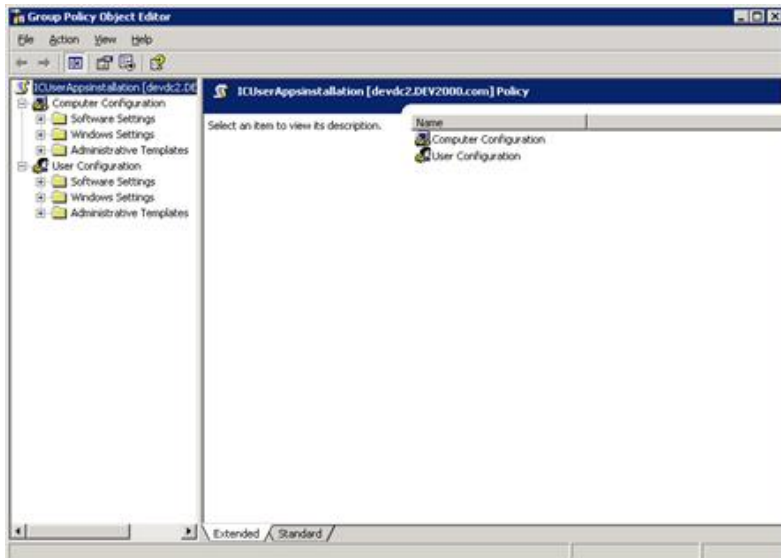 Group Policy Object Editor
File Action View Help
ICUserAppsinstallation [devdc2.DE
Computer Configuration
Software Settings
Windows Settings
Administrative Templates
User Configuration
Software Settings
Windows Settings
Administrative Templates
ICUserAppsinstallation [devdc2.DEV2000.com] Policy
Select an item to view its description.
Name
Computer Configuration
User Configuration
Extended Standard